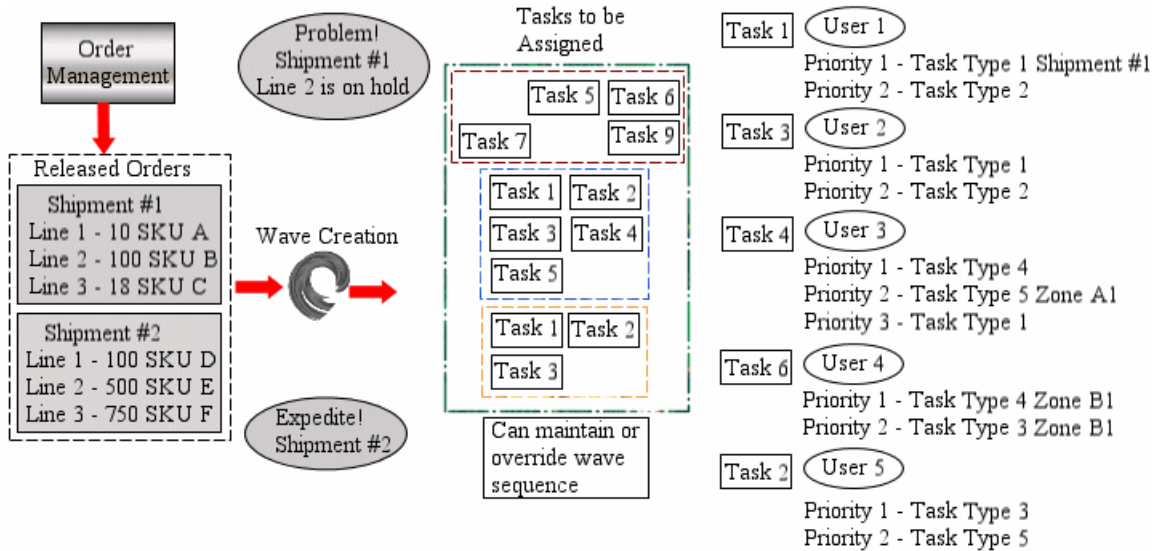 Order
Management
Released Orders
Shipment #1
Line 1 - 10 SKU A
Line 2 - 100 SKU B
Line 3 - 18 SKU C
Shipment #2
Line 1 - 100 SKU D
Line 2 - 500 SKU E
Line 3 - 750 SKU F
Problem!
Shipment #1
Line 2 is on hold
Wave Creation
Expedite!
Shipment #2
Tasks to be
Assigned
Task 5
Task 6
Task 7
Task 9
Task 1
Task 2
Task 3
Task 4
Task 5
Task 1
Task 2
Task 3
Can maintain or
override wave
sequence
Task 1
User 1
Priority 1 - Task Type 1 Shipment #1
Priority 2 - Task Type 2
Task 3
User 2
Priority 1 - Task Type 1
Priority 2 - Task Type 2
Task 4
User 3
Priority 1 - Task Type 4
Priority 2 - Task Type 5 Zone A1
Priority 3 - Task Type 1
Task 6
User 4
Priority 1 - Task Type 4 Zone B1
Priority 2 - Task Type 3 Zone B1
Task 2
User 5
Priority 1 - Task Type 3
Priority 2 - Task Type 5